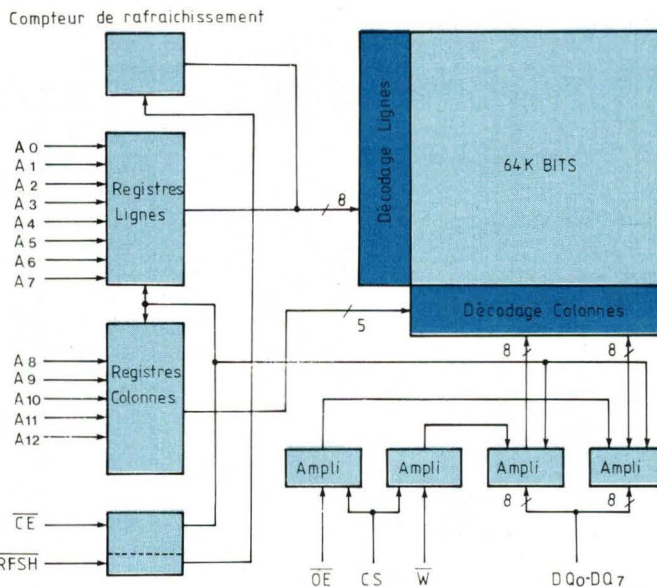 Compteur de rafraichissement
A0
A1
A2
A3
A4
A5
A6
A7
Registres
Lignes
8
Décodage Lignes
64K BITS
Décodage Colonnes
5
A8
A9
A10
A11
A12
Registres
Colonnes
8
8
Ampli
Ampli
Ampli
Ampli
8
8
CE
RFSH
OE
CS
W
DQ0-DQ7